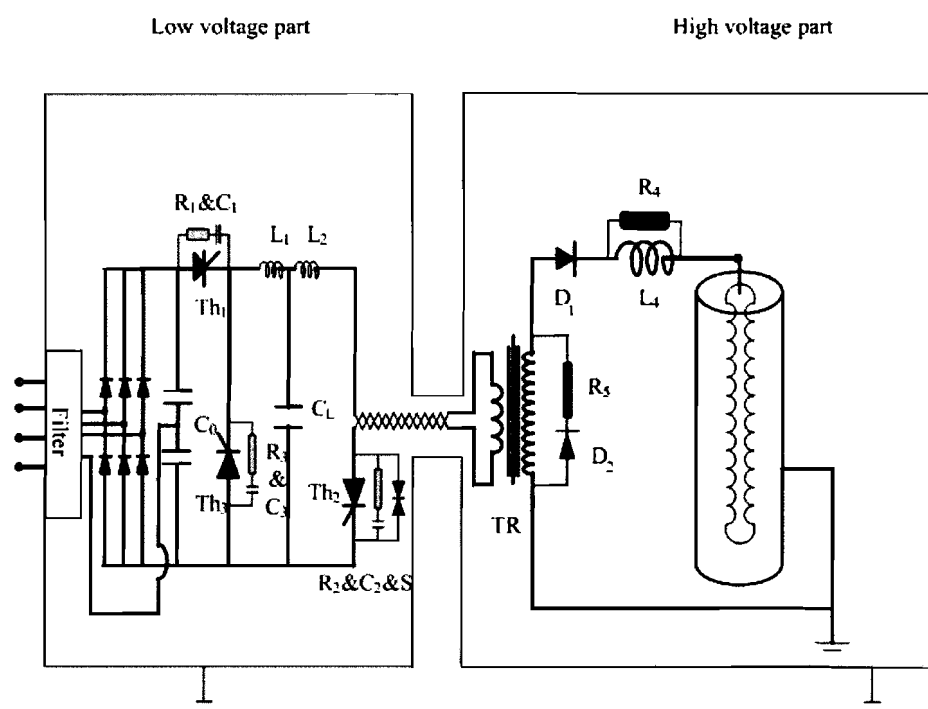 Low voltage part
High voltage part
R₁&C₁
L₁
L₂
Th₁
Filter
C₀
Th₃
R₃
&
C₃
C_L
Th₂
R₂&C₂&S
R₄
D₁
L₄
R₅
D₂
TR